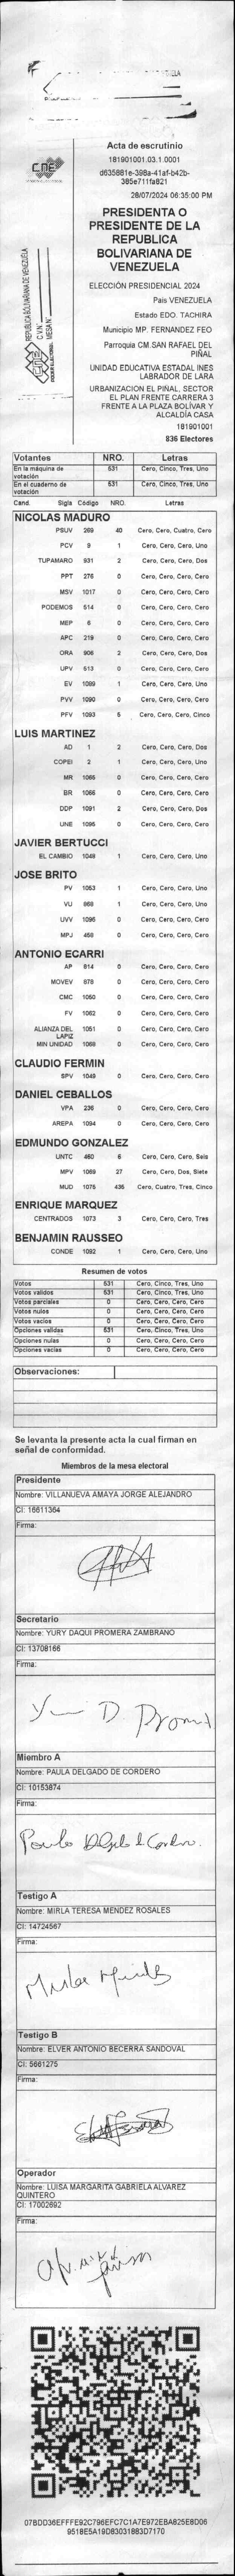 CNE
REPUBLICA BOLIVARIANA DE VENEZUELA
CNE
PODER ELECTORAL
Acta de escrutinio
181901001.03.1.0001
d635881e-398a-41af-b42b-
385e711fa821
28/07/2024 06:35:00 PM
PRESIDENTA O
PRESIDENTE DE LA
REPUBLICA
BOLIVARIANA DE
VENEZUELA
ELECCIÓN PRESIDENCIAL 2024
Pais VENEZUELA
Estado EDO. TACHIRA
Municipio MP. FERNANDEZ FEO
Parroquia CM.SAN RAFAEL DEL
PIÑAL
UNIDAD EDUCATIVA ESTADAL INES
LABRADOR DE LARA
URBANIZACION EL PIÑAL. SECTOR
EL PLAN FRENTE CARRERA 3
FRENTE A LA PLAZA BOLÍVAR Y
ALCALDÍA CASA
181901001
836 Electores
Votantes NRO. Letras
En la máquina de votación 531 Cero, Cinco, Tres, Uno
En el cuaderno de votación 531 Cero, Cinco, Tres, Uno
Cand. Sigla Código NRO. Letras
NICOLAS MADURO
PSUV 269 40 Cero, Cero, Cuatro, Cero
PCV 9 1 Cero, Cero, Cero, Uno
TUPAMARO 931 2 Cero, Cero, Cero, Dos
PPT 276 0 Cero, Cero, Cero, Cero
MSV 1017 0 Cero, Cero, Cero, Cero
PODEMOS 514 0 Cero, Cero, Cero, Cero
MEP 6 0 Cero, Cero, Cero, Cero
APC 219 0 Cero, Cero, Cero, Cero
ORA 906 2 Cero, Cero, Cero, Dos
UPV 513 0 Cero, Cero, Cero, Cero
EV 1089 1 Cero, Cero, Cero, Uno
PVV 1090 0 Cero, Cero, Cero, Cero
PFV 1093 5 Cero, Cero, Cero, Cinco
LUIS MARTINEZ
AD 1 2 Cero, Cero, Cero, Dos
COPEI 2 1 Cero, Cero, Cero, Uno
MR 1065 0 Cero, Cero, Cero, Cero
BR 1066 0 Cero, Cero, Cero, Cero
DDP 1091 2 Cero, Cero, Cero, Dos
UNE 1095 0 Cero, Cero, Cero, Cero
JAVIER BERTUCCI
EL CAMBIO 1048 1 Cero, Cero, Cero, Uno
JOSE BRITO
PV 1053 1 Cero, Cero, Cero, Uno
VU 868 1 Cero, Cero, Cero, Uno
UVV 1096 0 Cero, Cero, Cero, Cero
MPJ 458 0 Cero, Cero, Cero, Cero
ANTONIO ECARRI
AP 814 0 Cero, Cero, Cero, Cero
MOVEV 878 0 Cero, Cero, Cero, Cero
CMC 1050 0 Cero, Cero, Cero, Cero
FV 1062 0 Cero, Cero, Cero, Cero
ALIANZA DEL LAPIZ 1051 0 Cero, Cero, Cero, Cero
MIN UNIDAD 1068 0 Cero, Cero, Cero, Cero
CLAUDIO FERMIN
SPV 1049 0 Cero, Cero, Cero, Cero
DANIEL CEBALLOS
VPA 236 0 Cero, Cero, Cero, Cero
AREPA 1094 0 Cero, Cero, Cero, Cero
EDMUNDO GONZALEZ
UNTC 460 6 Cero, Cero, Cero, Seis
MPV 1069 27 Cero, Cero, Dos, Siete
MUD 1075 435 Cero, Cuatro, Tres, Cinco
ENRIQUE MARQUEZ
CENTRADOS 1073 3 Cero, Cero, Cero, Tres
BENJAMIN RAUSSEO
CONDE 1092 1 Cero, Cero, Cero, Uno
Resumen de votos
Votos 531 Cero, Cinco, Tres, Uno
Votos validos 531 Cero, Cinco, Tres, Uno
Votos parciales 0 Cero, Cero, Cero, Cero
Votos nulos 0 Cero, Cero, Cero, Cero
Votos vacíos 0 Cero, Cero, Cero, Cero
Opciones validas 531 Cero, Cinco, Tres, Uno
Opciones nulas 0 Cero, Cero, Cero, Cero
Opciones vacias 0 Cero, Cero, Cero, Cero
Observaciones:
Se levanta la presente acta la cual firman en
señal de conformidad.
Miembros de la mesa electoral
Presidente
Nombre: VILLANUEVA AMAYA JORGE ALEJANDRO
CI: 16611364
Firma:
Secretario
Nombre: YURY DAQUI PROMERA ZAMBRANO
CI: 13708166
Firma:
Miembro A
Nombre: PAULA DELGADO DE CORDERO
CI: 10153874
Firma:
Testigo A
Nombre: MIRLA TERESA MENDEZ ROSALES
CI: 14724567
Firma:
Testigo B
Nombre: ELVER ANTONIO BECERRA SANDOVAL
CI: 5661275
Firma:
Operador
Nombre: LUISA MARGARITA GABRIELA ALVAREZ
QUINTERO
CI: 17002692
Firma:
07BDD36EFFFE92C796EFC7C1A7E972EBA825E8D06
9518E5A19D83031883D7170